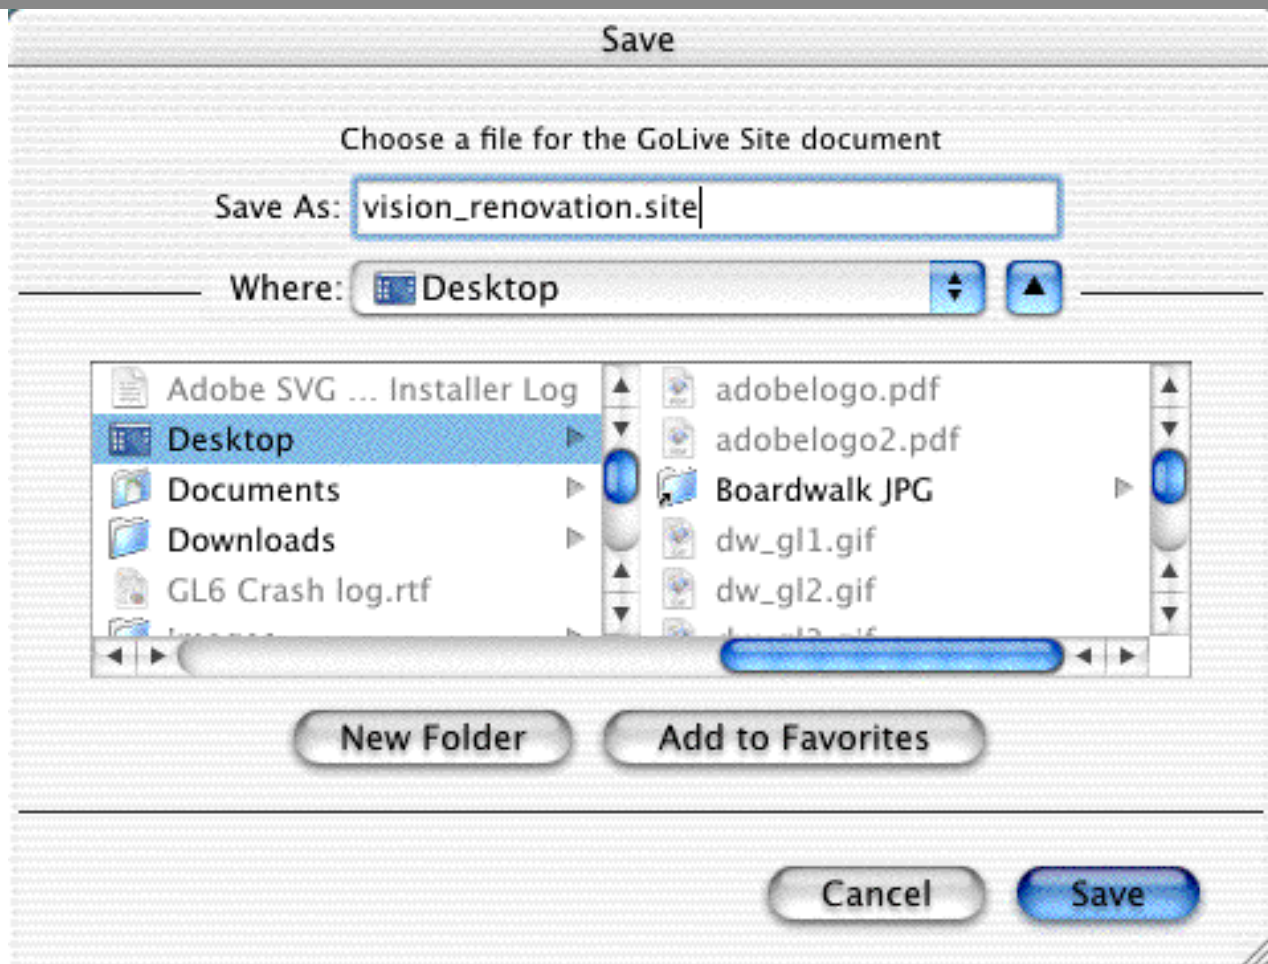 Save
Choose a file for the GoLive Site document
Save As: vision_renovation.site
Where: Desktop
Adobe SVG ... Installer Log
Desktop
Documents
Downloads
GL6 Crash log.rtf
adobelogo.pdf
adobelogo2.pdf
Boardwalk JPG
dw_gl1.gif
dw_gl2.gif
New Folder
Add to Favorites
Cancel
Save